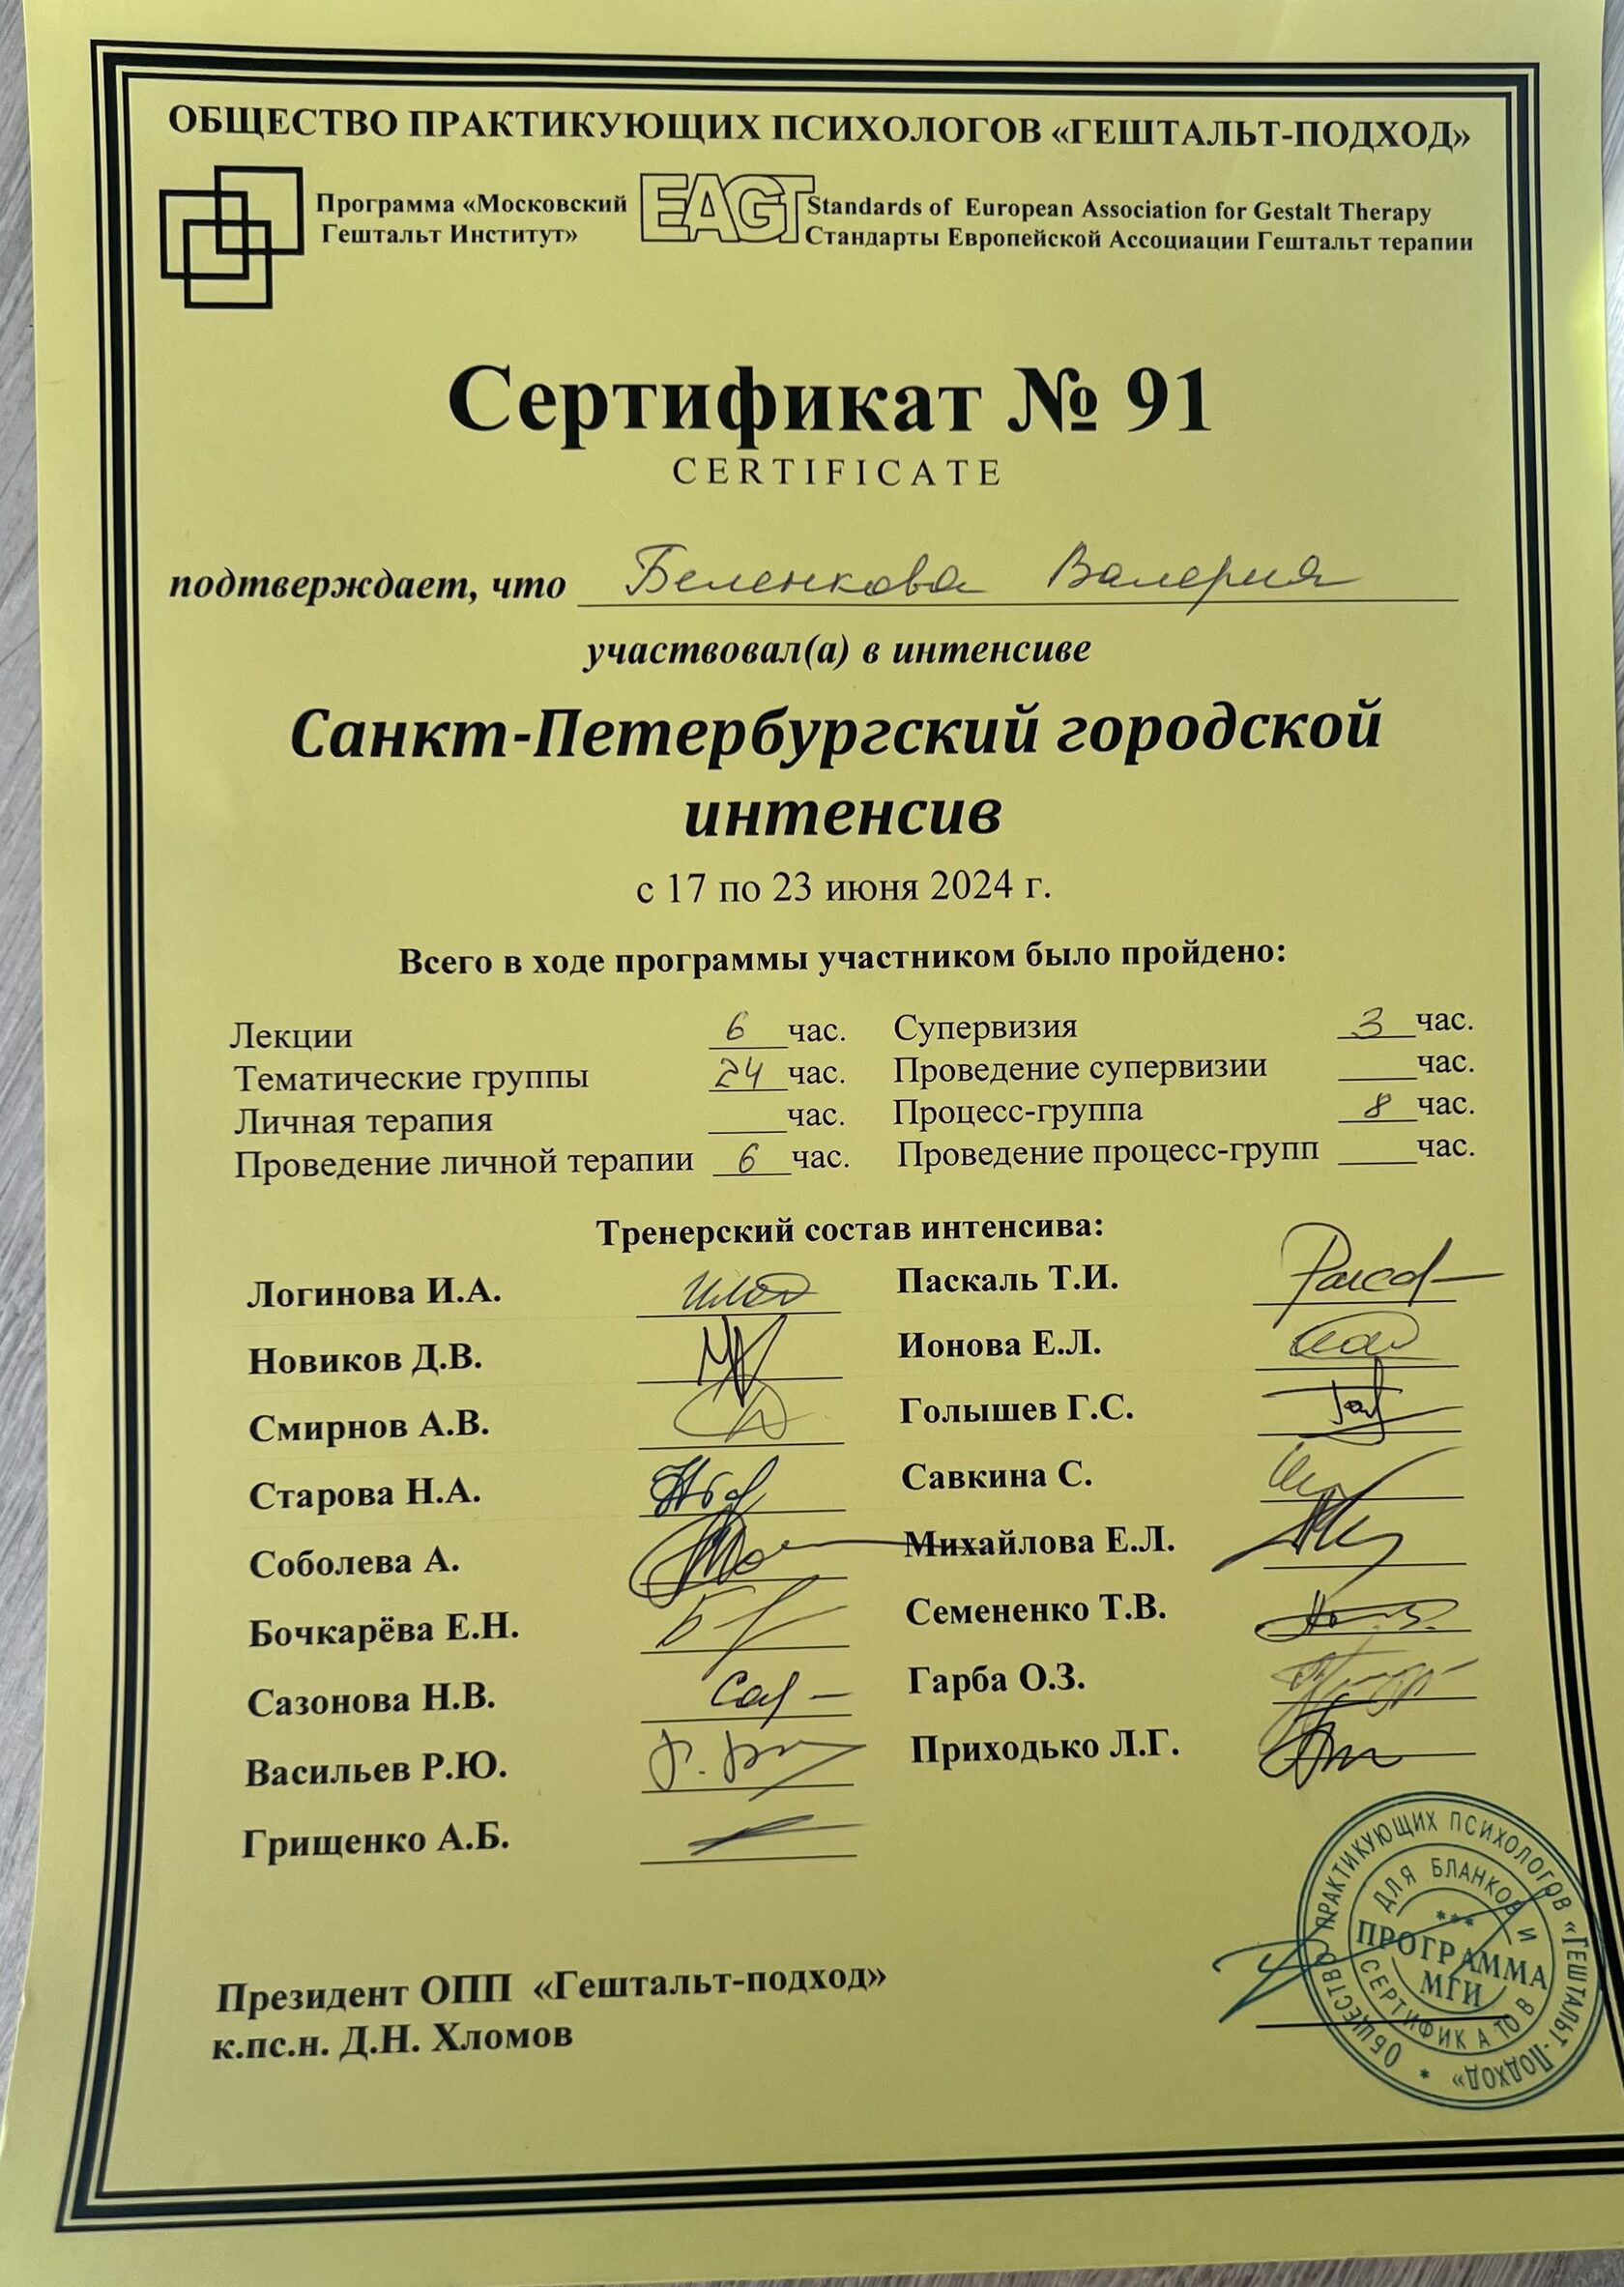 ОБЩЕСТВО ПРАКТИКУЮЩИХ ПСИХОЛОГОВ «ГЕШТАЛЬТ-ПОДХОД»
Программа «Московский
Гештальт Институт»
EAGT
Standards of European Association for Gestalt Therapy
Стандарты Европейской Ассоциации Гештальт терапии
Сертификат № 91
CERTIFICATE
подтверждает, что Беленкова Валерия
участвовал(а) в интенсиве
Санкт-Петербургский городской
интенсив
с 17 по 23 июня 2024 г.
Всего в ходе программы участником было пройдено:
Лекции 6 час. Супервизия 3 час.
Тематические группы 24 час. Проведение супервизии час.
Личная терапия час. Процесс-группа 8 час.
Проведение личной терапии 6 час. Проведение процесс-групп час.
Тренерский состав интенсива:
Логинова И.А. Паскаль Т.И.
Новиков Д.В. Ионова Е.Л.
Смирнов А.В. Голышев Г.С.
Старова Н.А. Савкина С.
Соболева А. Михайлова Е.Л.
Бочкарёва Е.Н. Семененко Т.В.
Сазонова Н.В. Гарба О.З.
Васильев Р.Ю. Приходько Л.Г.
Грищенко А.Б.
Президент ОПП «Гештальт-подход»
к.пс.н. Д.Н. Хломов
ОБЩЕСТВО ПРАКТИКУЮЩИХ ПСИХОЛОГОВ «ГЕШТАЛЬТ-ПОДХОД»
ДЛЯ БЛАНКОВ И СЕРТИФИКАТОВ
ПРОГРАММА
МГИ